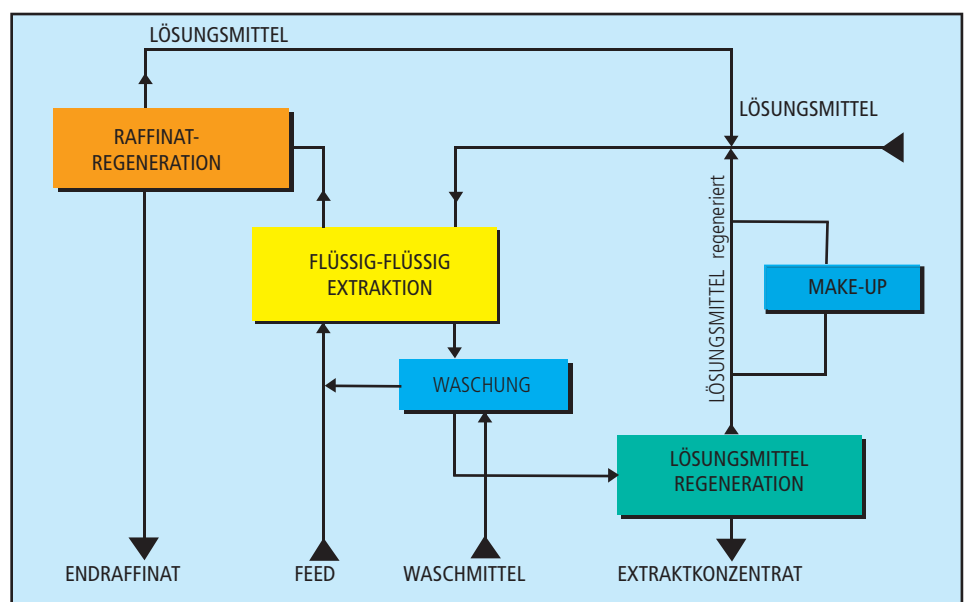 LÖSUNGSMITTEL
LÖSUNGSMITTEL
RAFFINAT-
REGENERATION
FLÜSSIG-FLÜSSIG
EXTRAKTION
LÖSUNGSMITTEL regeneriert
MAKE-UP
WASCHUNG
LÖSUNGSMITTEL
REGENERATION
ENDRAFFINAT
FEED
WASCHMITTEL
EXTRAKTKONZENTRAT